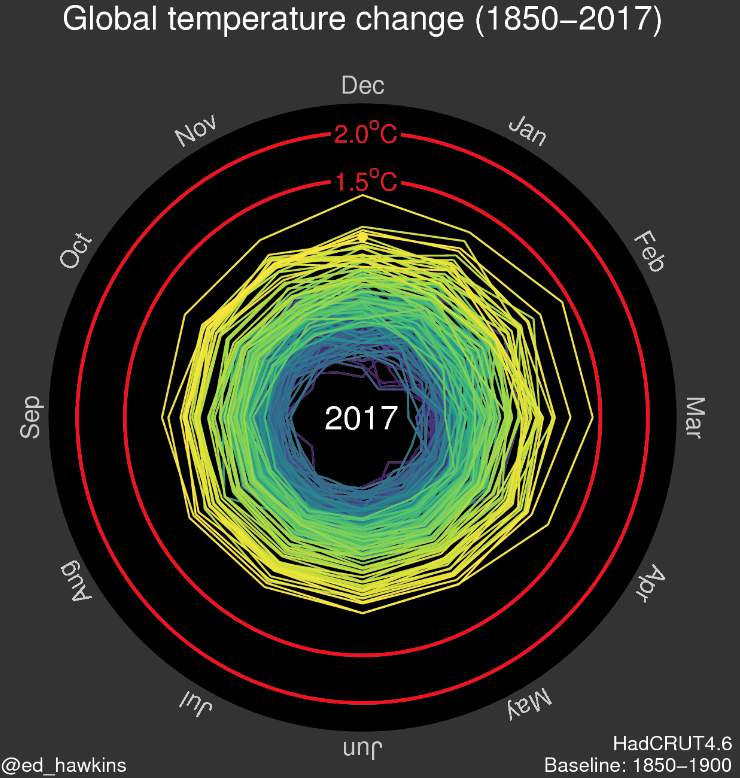 Global temperature change (1850–2017)
Dec
Nov
Jan
2.0°C
1.5°C
Oct
Feb
Sep
2017
Mar
Aug
Apr
Jul
May
Jun
HadCRUT4.6
@ed_hawkins
Baseline: 1850–1900